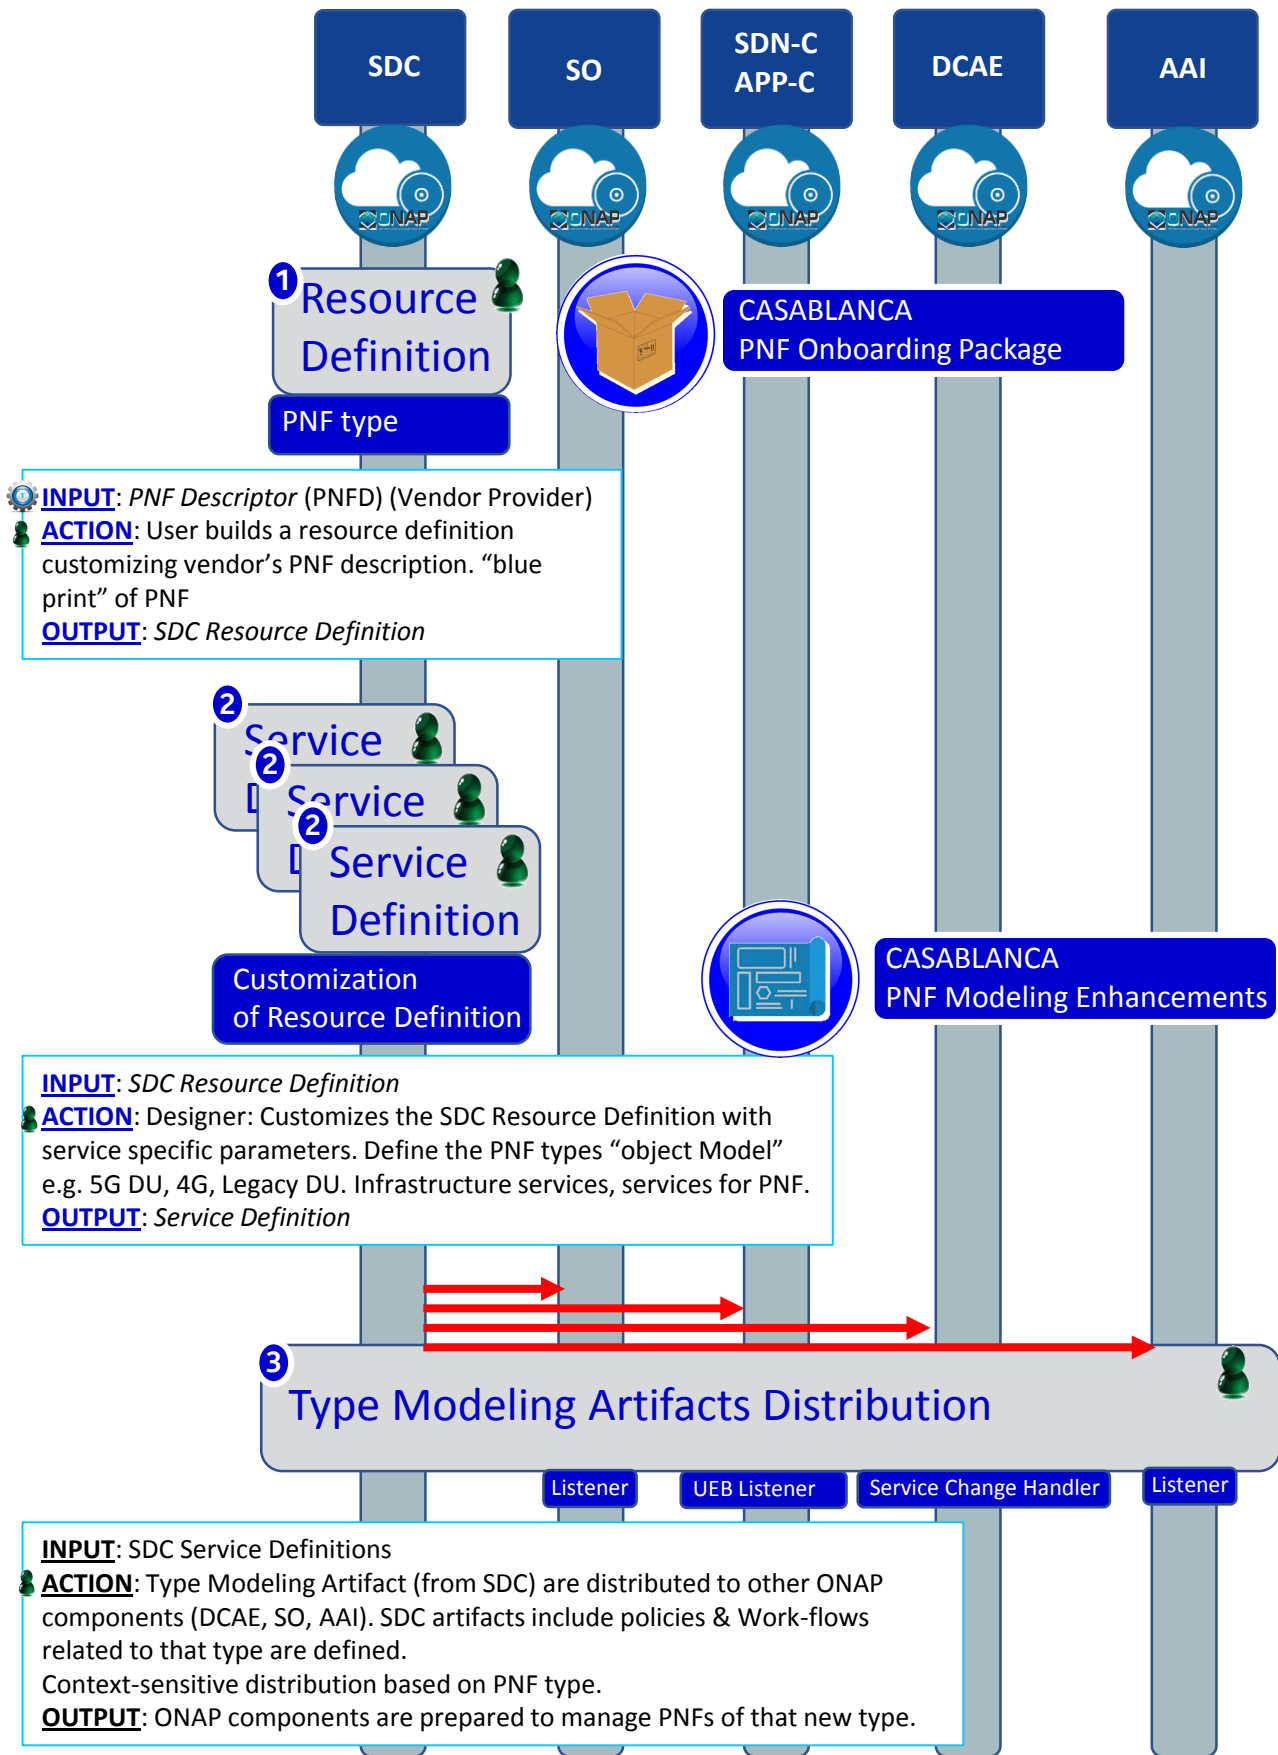 SDC
SO
SDN-C
APP-C
DCAE
AAI
ONAP
ONAP
ONAP
ONAP
ONAP
1
Resource
Definition
PNF type
CASABLANCA
PNF Onboarding Package
INPUT: PNF Descriptor (PNFD) (Vendor Provider)
ACTION: User builds a resource definition
customizing vendor’s PNF description. “blue
print” of PNF
OUTPUT: SDC Resource Definition
2
Service
D
2
Service
D
2
Service
Definition
Customization
of Resource Definition
CASABLANCA
PNF Modeling Enhancements
INPUT: SDC Resource Definition
ACTION: Designer: Customizes the SDC Resource Definition with
service specific parameters. Define the PNF types “object Model”
e.g. 5G DU, 4G, Legacy DU. Infrastructure services, services for PNF.
OUTPUT: Service Definition
3
Type Modeling Artifacts Distribution
Listener
UEB Listener
Service Change Handler
Listener
INPUT: SDC Service Definitions
ACTION: Type Modeling Artifact (from SDC) are distributed to other ONAP
components (DCAE, SO, AAI). SDC artifacts include policies & Work-flows
related to that type are defined.
Context-sensitive distribution based on PNF type.
OUTPUT: ONAP components are prepared to manage PNFs of that new type.